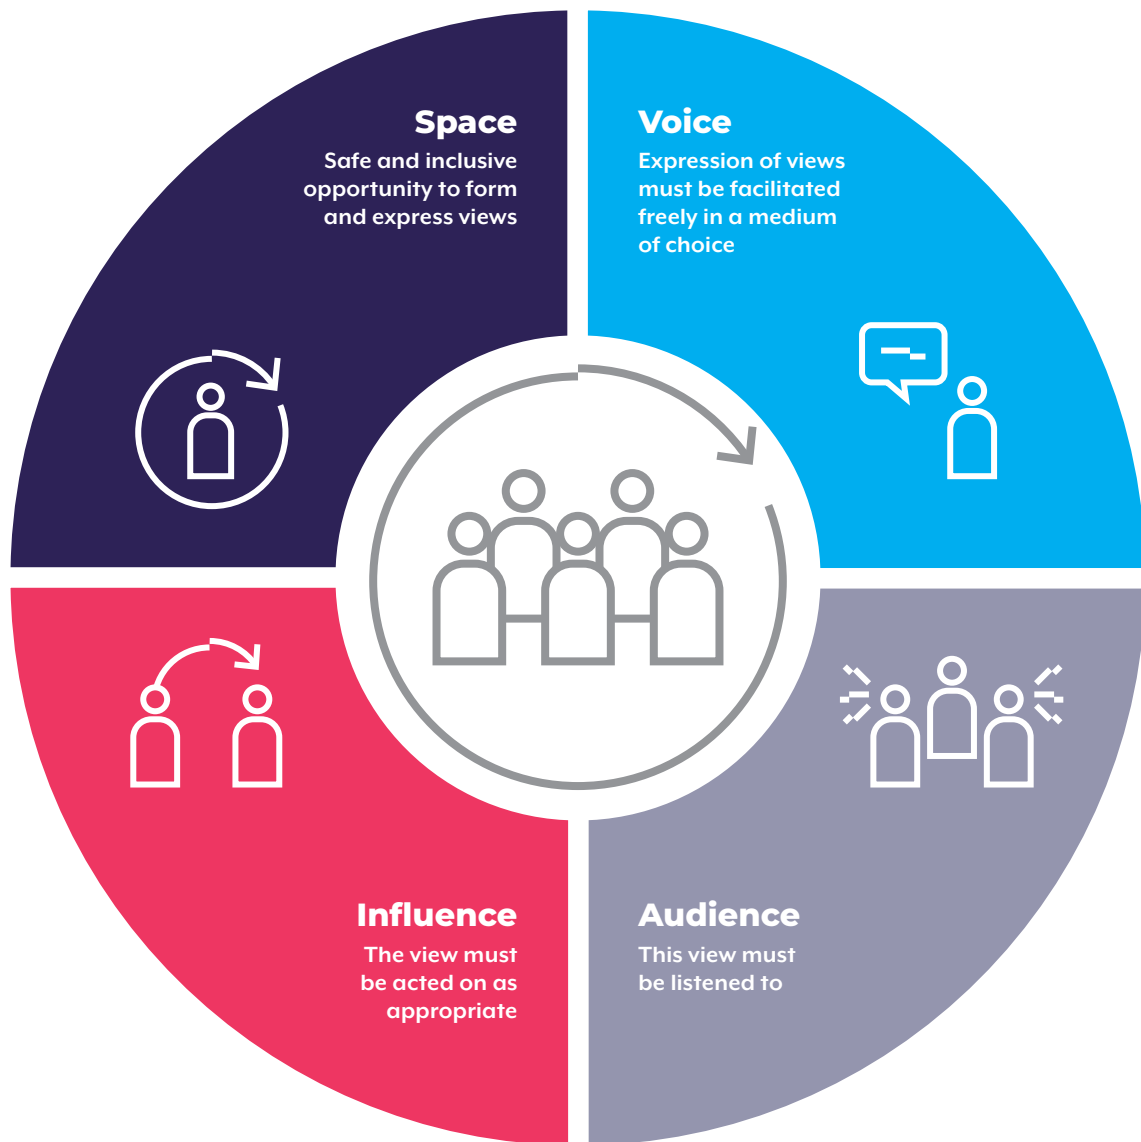 Space
Safe and inclusive
opportunity to form
and express views
Voice
Expression of views
must be facilitated
freely in a medium
of choice
Influence
The view must
be acted on as
appropriate
Audience
This view must
be listened to